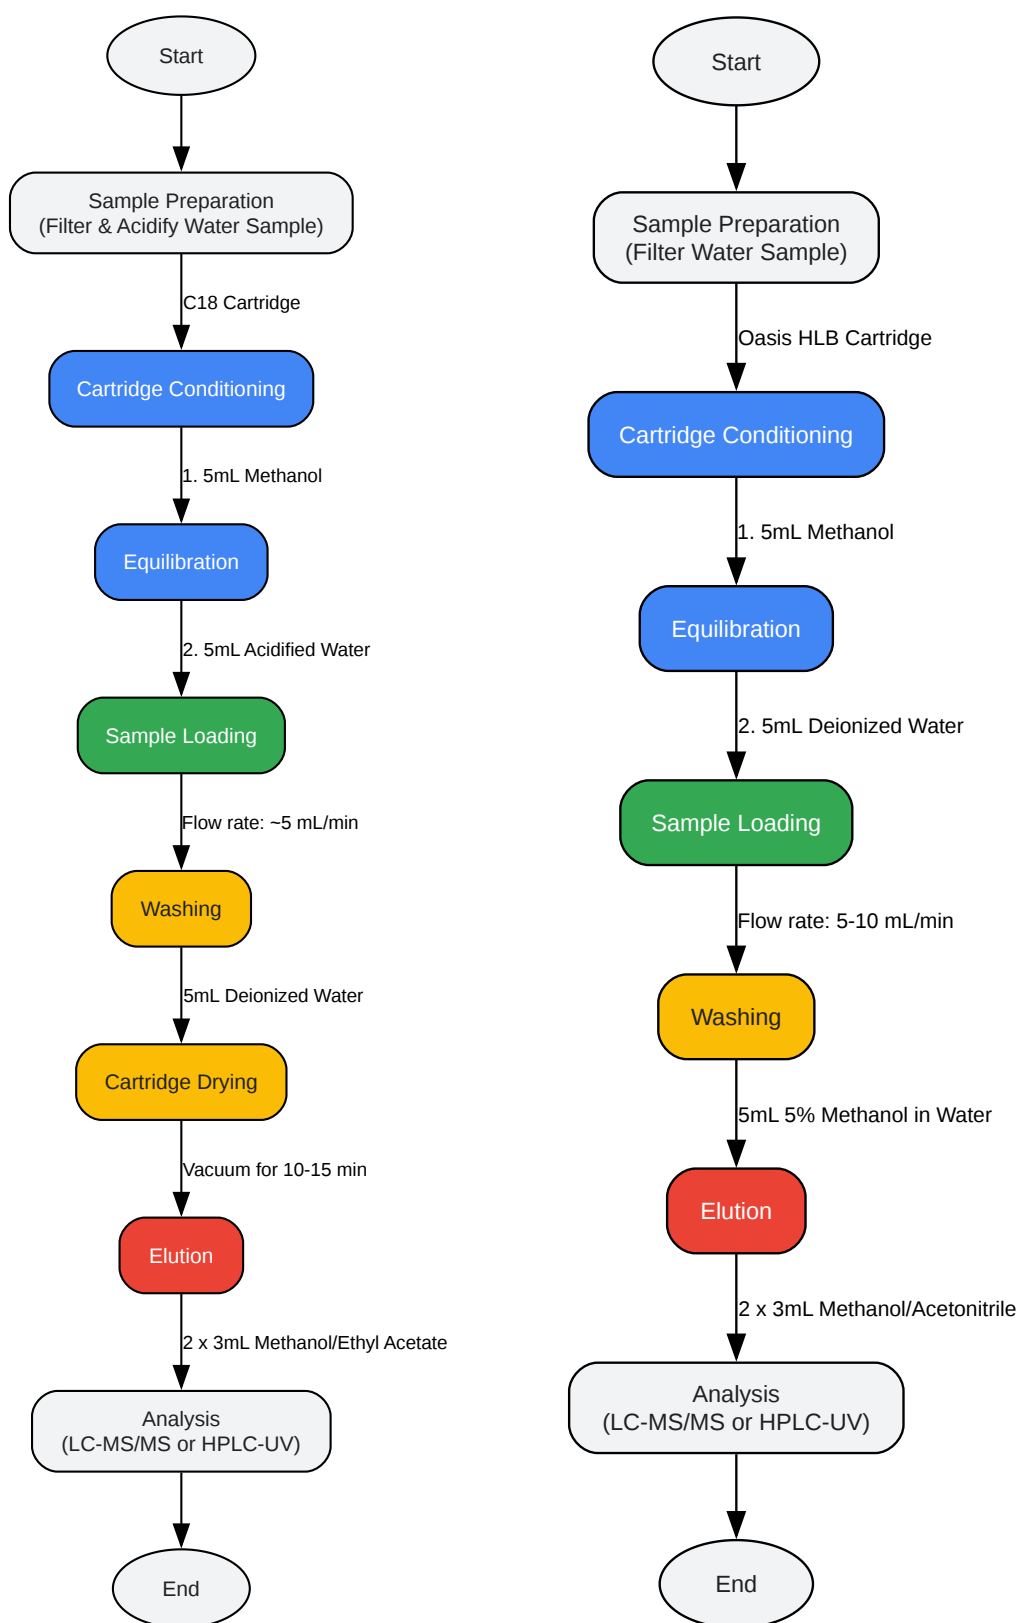 Start
Sample Preparation
(Filter & Acidify Water Sample)
C18 Cartridge
Cartridge Conditioning
1. 5mL Methanol
Equilibration
2. 5mL Acidified Water
Sample Loading
Flow rate: ~5 mL/min
Washing
5mL Deionized Water
Cartridge Drying
Vacuum for 10-15 min
Elution
2 x 3mL Methanol/Ethyl Acetate
Analysis
(LC-MS/MS or HPLC-UV)
End
Start
Sample Preparation
(Filter Water Sample)
Oasis HLB Cartridge
Cartridge Conditioning
1. 5mL Methanol
Equilibration
2. 5mL Deionized Water
Sample Loading
Flow rate: 5-10 mL/min
Washing
5mL 5% Methanol in Water
Elution
2 x 3mL Methanol/Acetonitrile
Analysis
(LC-MS/MS or HPLC-UV)
End